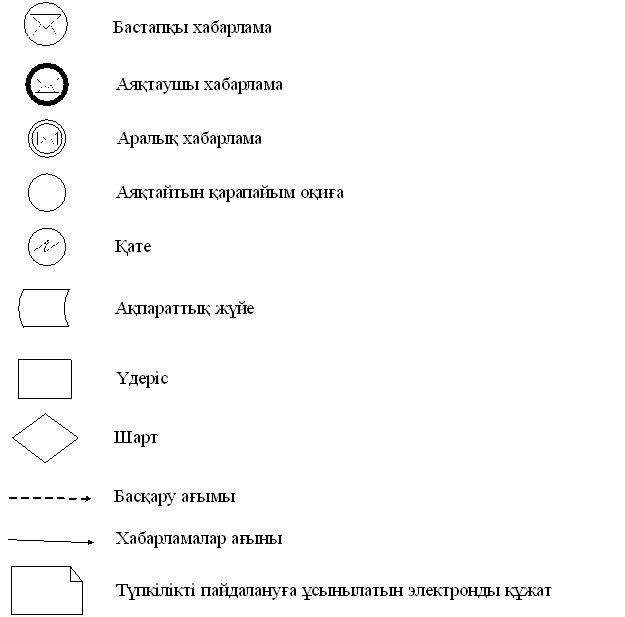 Бастапқы хабарлама
Аяқтаушы хабарлама
Аралық хабарлама
Аяқтайтын қарапайым оқиға
Қате
Ақпараттық жүйе
Үдеріс
Шарт
Басқару ағымы
Хабарламалар ағыны
Түпкілікті пайдалануға ұсынылатын электронды құжат